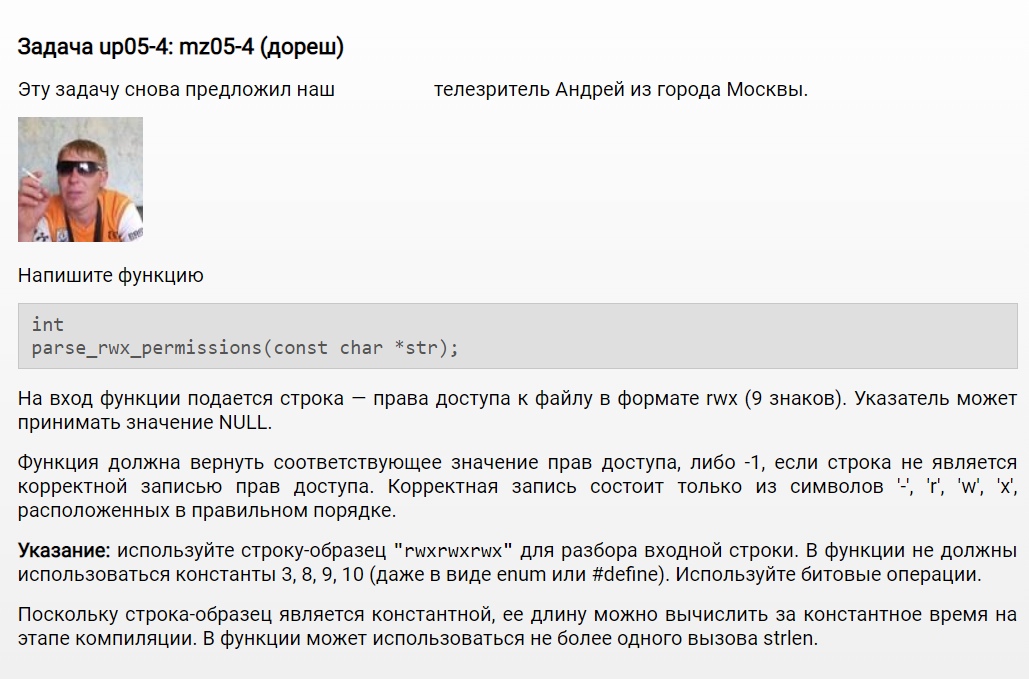 Задача up05-4: mz05-4 (дореш)
Эту задачу снова предложил наш телезритель Андрей из города Москвы.
Напишите функцию
int
parse_rwx_permissions(const char *str);
На вход функции подается строка — права доступа к файлу в формате rwx (9 знаков). Указатель может
принимать значение NULL.
Функция должна вернуть соответствующее значение прав доступа, либо -1, если строка не является
корректной записью прав доступа. Корректная запись состоит только из символов '-', 'r', 'w', 'x',
расположенных в правильном порядке.
Указание: используйте строку-образец "rwxrwxrwx" для разбора входной строки. В функции не должны
использоваться константы 3, 8, 9, 10 (даже в виде enum или #define). Используйте битовые операции.
Поскольку строка-образец является константной, ее длину можно вычислить за константное время на
этапе компиляции. В функции может использоваться не более одного вызова strlen.